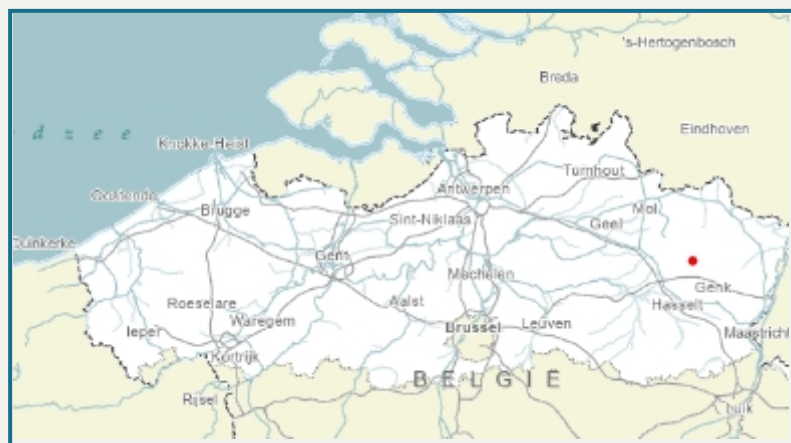 's-Hertogenbosch
Breda
Eindhoven
dzee
Knokke-Heist
Turnhout
Antwerpen
Oostende
Mol
Brugge
Sint-Niklaas
Geel
Duinkerke
Gent
Mechelen
Genk
Roeselare
Aalst
Hasselt
Ieper
Waregem
Brussel
Leuven
Maastricht
Kortrijk
BELGIË
Rijsel
Luik